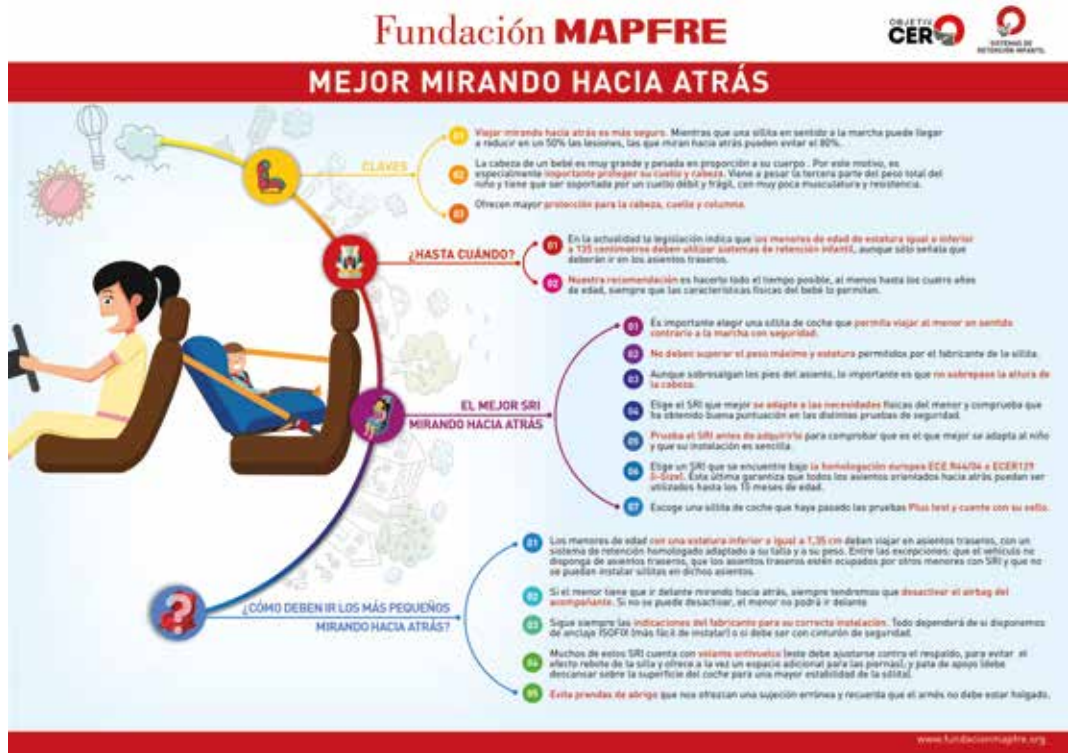 Fundación MAPFRE
OBJETIVO
CERO
SISTEMAS DE
RETENCIÓN INFANTIL
MEJOR MIRANDO HACIA ATRÁS
CLAVES
01
Viajar mirando hacia atrás es más seguro. Mientras que una sillita en sentido a la marcha puede llegar
a reducir en un 50% las lesiones, las que miran hacia atrás pueden evitar el 80%.
02
La cabeza de un bebé es muy grande y pesada en proporción a su cuerpo . Por este motivo, es
especialmente importante proteger su cuello y cabeza. Viene a pesar la tercera parte del peso total del
niño y tiene que ser soportada por un cuello débil y frágil, con muy poca musculatura y resistencia.
03
Ofrecen mayor protección para la cabeza, cuello y columna.
¿HASTA CUÁNDO?
01
En la actualidad la legislación indica que los menores de edad de estatura igual o inferior
a 135 centímetros deben utilizar sistemas de retención infantil, aunque sólo señala que
deberán ir en los asientos traseros.
02
Nuestra recomendación es hacerlo todo el tiempo posible, al menos hasta los cuatro años
de edad, siempre que las características físicas del bebé lo permitan.
EL MEJOR SRI
MIRANDO HACIA ATRÁS
01
Es importante elegir una sillita de coche que permita viajar al menor en sentido
contrario a la marcha con seguridad.
02
No deben superar el peso máximo y estatura permitidos por el fabricante de la sillita.
03
Aunque sobresalgan los pies del asiento, lo importante es que no sobrepase la altura de
la cabeza.
04
Elige el SRI que mejor se adapte a las necesidades físicas del menor y comprueba que
ha obtenido buena puntuación en las distintas pruebas de seguridad.
05
Prueba el SRI antes de adquirirlo para comprobar que es el que mejor se adapta al niño
y que su instalación es sencilla.
06
Elige un SRI que se encuentre bajo la homologación europea ECE R44/04 o ECER129
(i-Size). Esta última garantiza que todos los asientos orientados hacia atrás puedan ser
utilizados hasta los 15 meses de edad.
07
Escoge una sillita de coche que haya pasado las pruebas Plus test y cuente con su sello.
¿CÓMO DEBEN IR LOS MÁS PEQUEÑOS
MIRANDO HACIA ATRÁS?
01
Los menores de edad con una estatura inferior o igual a 1,35 cm deben viajar en asientos traseros, con un
sistema de retención homologado adaptado a su talla y a su peso. Entre las excepciones: que el vehículo no
disponga de asientos traseros, que los asientos traseros estén ocupados por otros menores con SRI y que no
se puedan instalar sillitas en dichos asientos.
02
Si el menor tiene que ir delante mirando hacia atrás, siempre tendremos que desactivar el airbag del
acompañante. Si no se puede desactivar, el menor no podrá ir delante
03
Sigue siempre las indicaciones del fabricante para su correcta instalación. Todo dependerá de si disponemos
de anclaje ISOFIX (más fácil de instalar) o si debe ser con cinturón de seguridad.
04
Muchos de estos SRI cuenta con volante antivuelco (este debe ajustarse contra el respaldo, para evitar el
efecto rebote de la silla y ofrece a la vez un espacio adicional para las piernas), y pata de apoyo (debe
descansar sobre la superficie del coche para una mayor estabilidad de la sillita).
05
Evita prendas de abrigo que nos ofrezcan una sujeción errónea y recuerda que el arnés no debe estar holgado.
www.fundacionmapfre.org